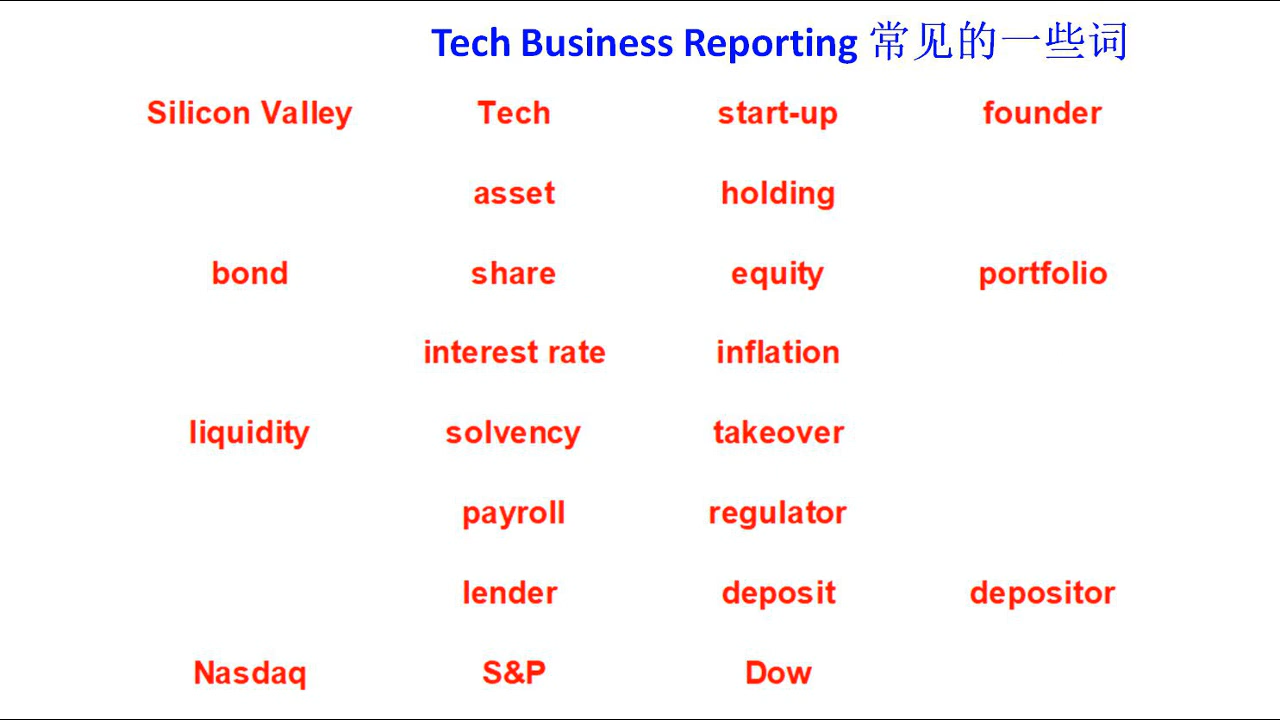 Tech Business Reporting 常见的一些词
Silicon Valley Tech start-up founder
asset holding
bond share equity portfolio
interest rate inflation
liquidity solvency takeover
payroll regulator
lender deposit depositor
Nasdaq S&P Dow